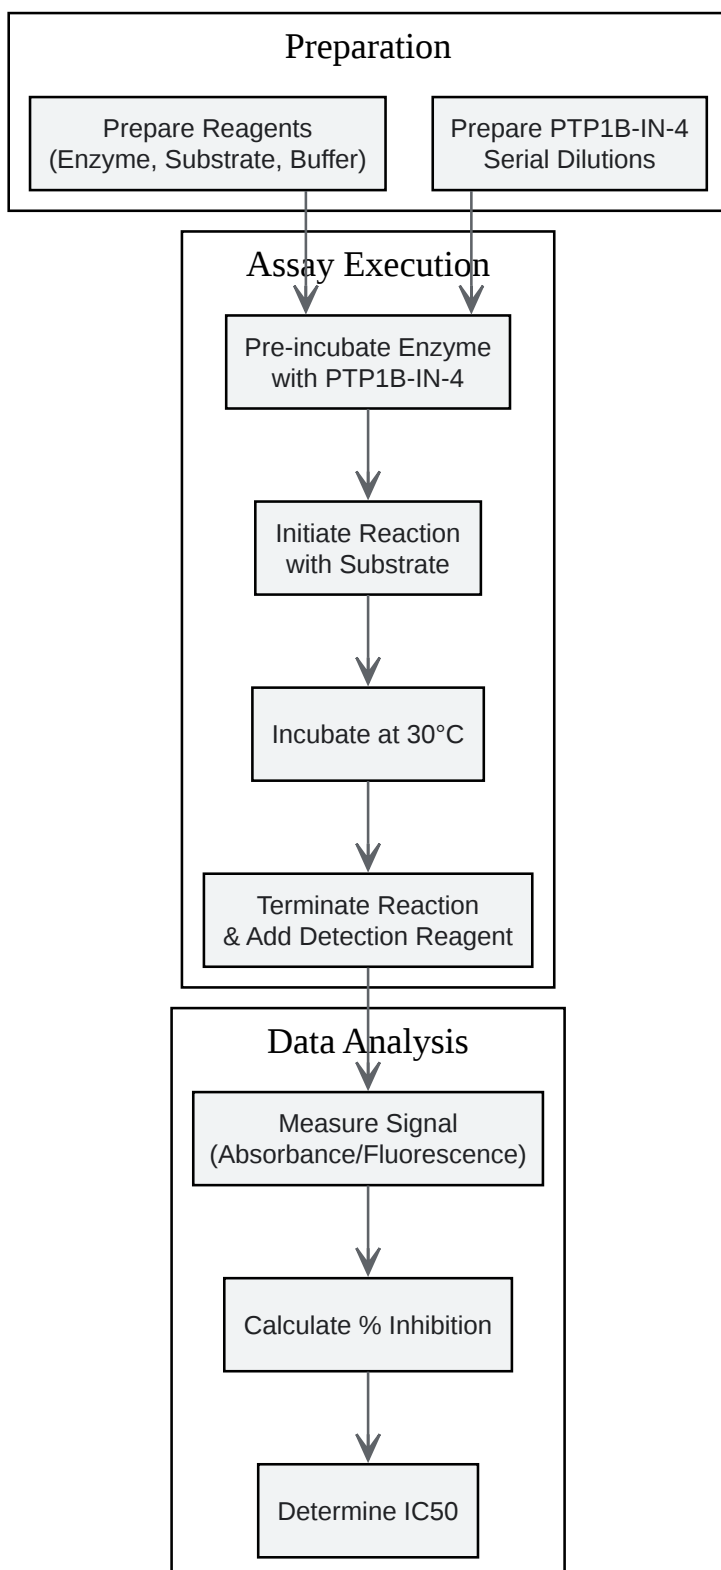 Preparation
Prepare Reagents
(Enzyme, Substrate, Buffer)
Prepare PTP1B-IN-4
Serial Dilutions
Assay Execution
Pre-incubate Enzyme
with PTP1B-IN-4
Initiate Reaction
with Substrate
Incubate at 30°C
Terminate Reaction
& Add Detection Reagent
Data Analysis
Measure Signal
(Absorbance/Fluorescence)
Calculate % Inhibition
Determine IC50